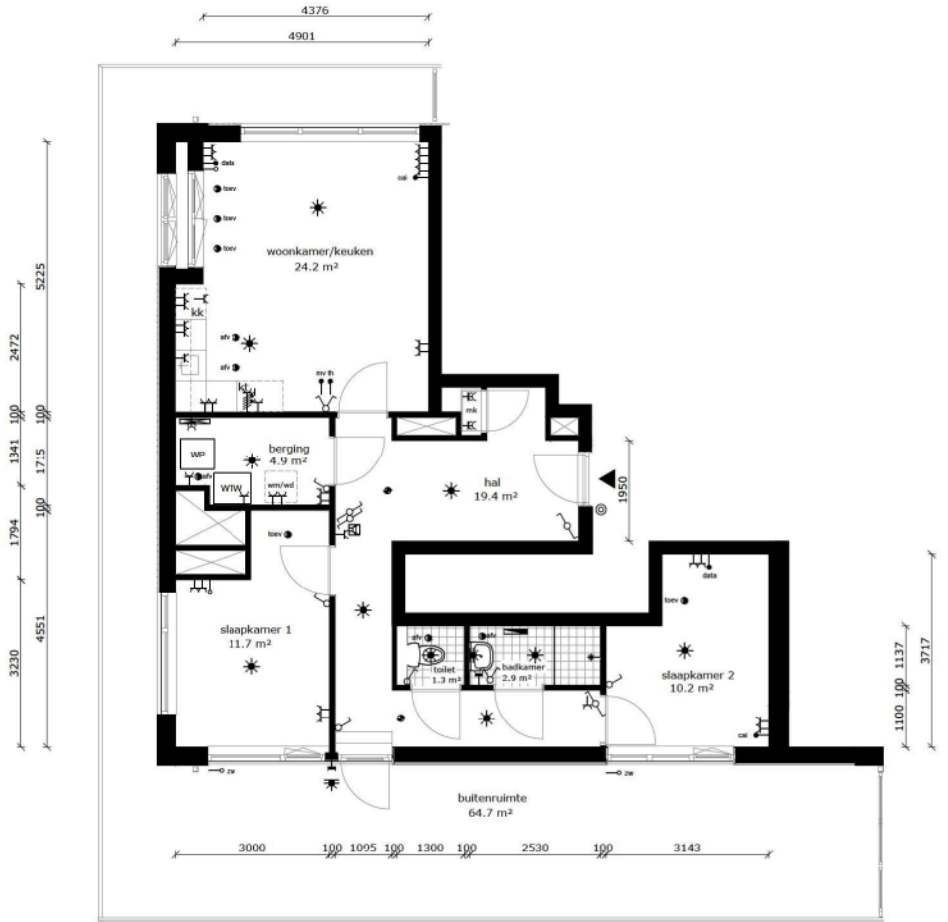 4376
4901
data
cai
toev
toev
toev
woonkamer/keuken
24.2 m²
5225
2472
kk
afv
afv
mv th
kt
mk
100
100
1341
1715
berging
4.9 m²
WP
afv
WTW
wm/wd
hal
19.4 m²
1950
100
1794
toev
data
toev
slaapkamer 1
11.7 m²
4551
3230
afv
toilet
1.3 m²
afv
badkamer
2.9 m²
slaapkamer 2
10.2 m²
1137
3717
100
1100
cai
zw
zw
buitenruimte
64.7 m²
3000
100
1095
100
1300
100
2530
100
3143